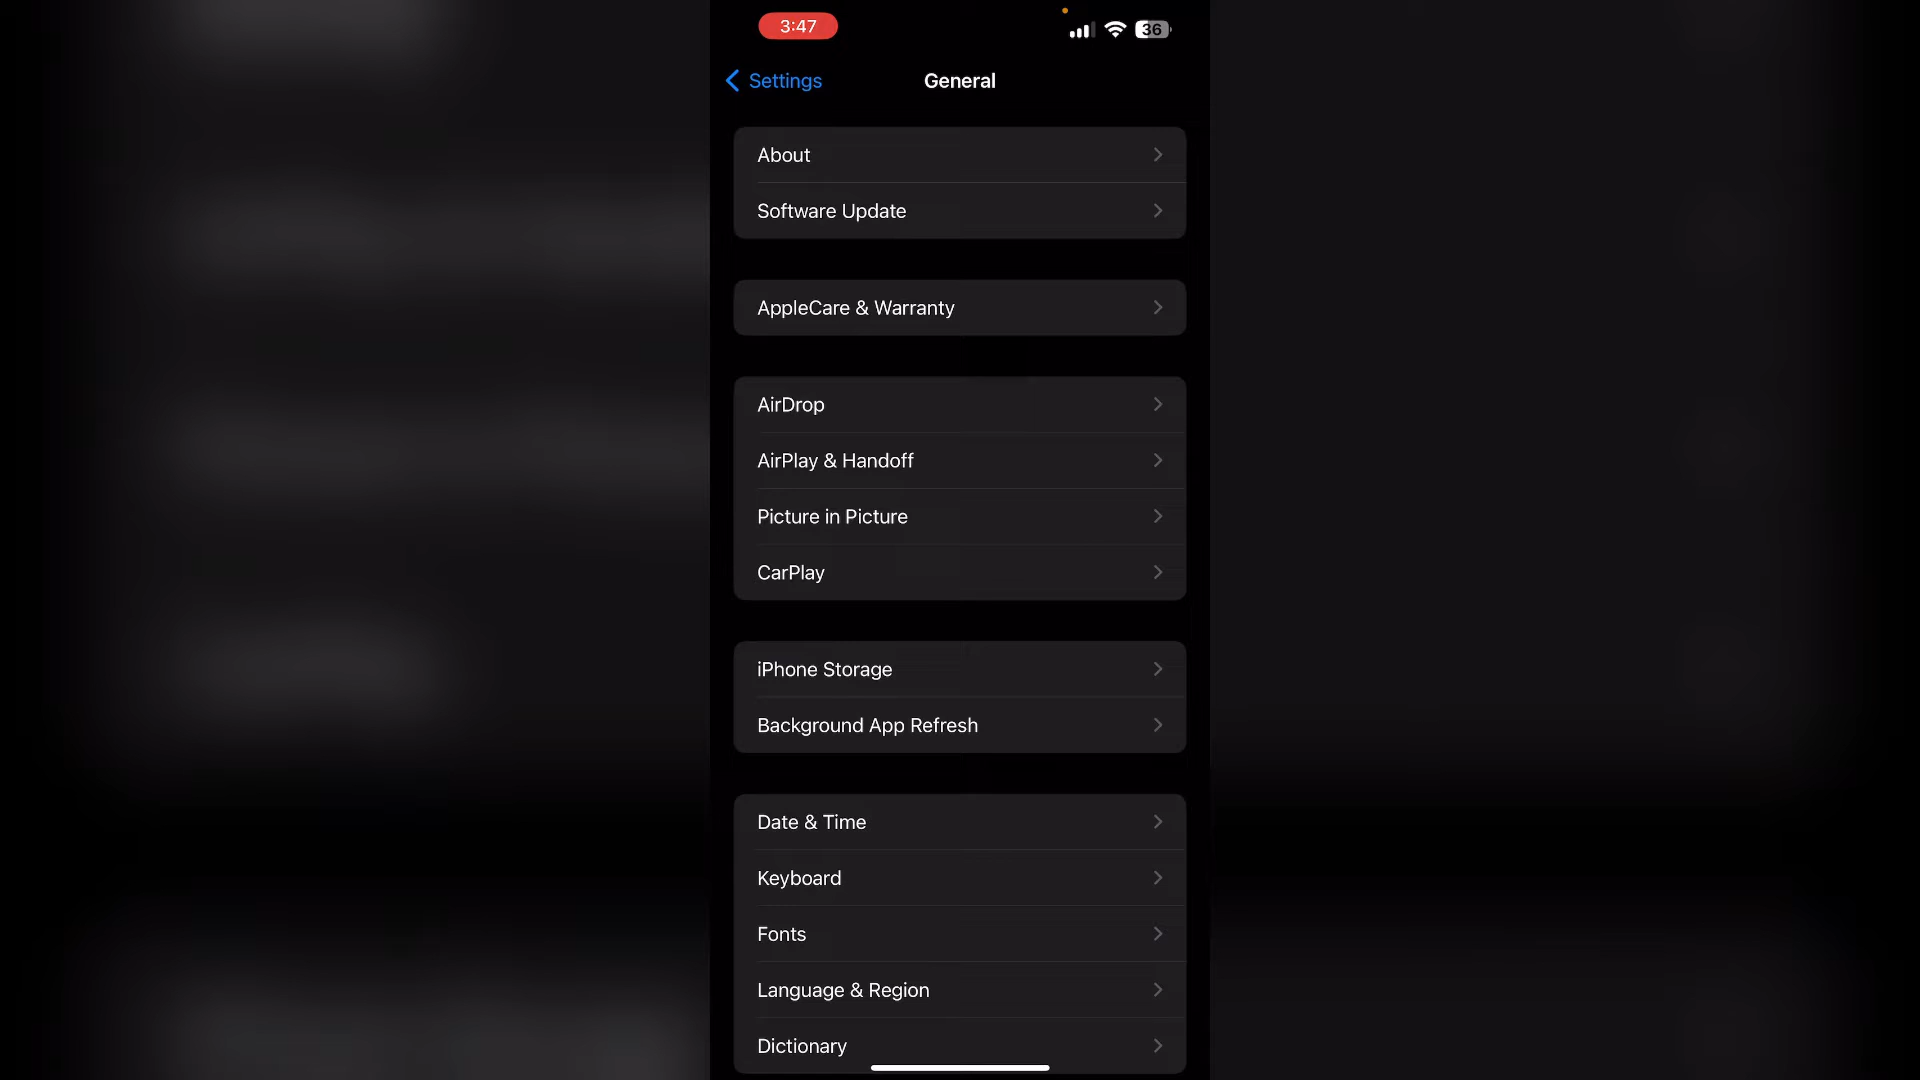 3:47
36
Settings
General
About
Software Update
AppleCare & Warranty
AirDrop
AirPlay & Handoff
Picture in Picture
CarPlay
iPhone Storage
Background App Refresh
Date & Time
Keyboard
Fonts
Language & Region
Dictionary